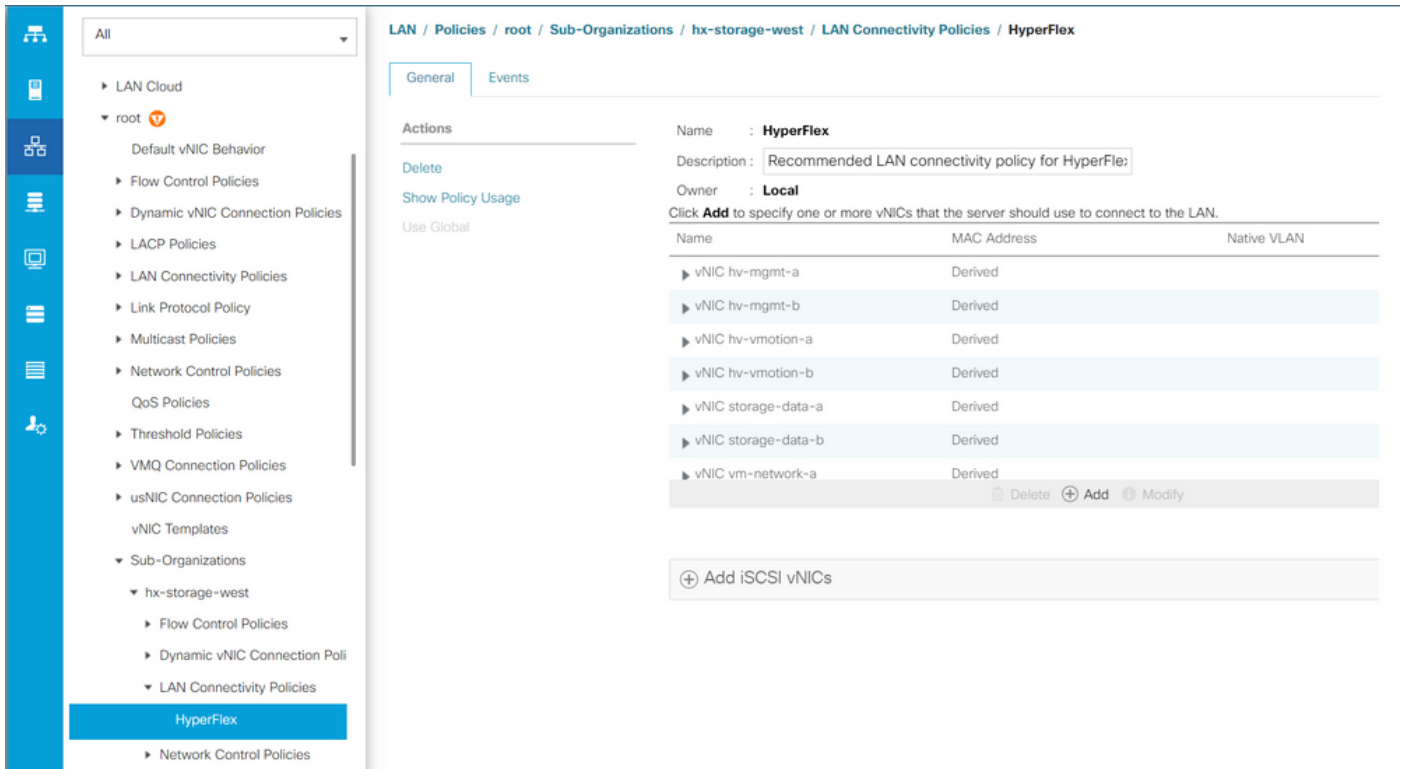 All
LAN Cloud
root
Default vNIC Behavior
Flow Control Policies
Dynamic vNIC Connection Policies
LACP Policies
LAN Connectivity Policies
Link Protocol Policy
Multicast Policies
Network Control Policies
QoS Policies
Threshold Policies
VMQ Connection Policies
usNIC Connection Policies
vNIC Templates
Sub-Organizations
hx-storage-west
Flow Control Policies
Dynamic vNIC Connection Poli
LAN Connectivity Policies
HyperFlex
Network Control Policies
LAN / Policies / root / Sub-Organizations / hx-storage-west / LAN Connectivity Policies / HyperFlex
General Events
Actions
Delete
Show Policy Usage
Use Global
Name : HyperFlex
Description : Recommended LAN connectivity policy for HyperFle
Owner : Local
Click Add to specify one or more vNICs that the server should use to connect to the LAN.
Name MAC Address Native VLAN
vNIC hv-mgmt-a Derived
vNIC hv-mgmt-b Derived
vNIC hv-vmotion-a Derived
vNIC hv-vmotion-b Derived
vNIC storage-data-a Derived
vNIC storage-data-b Derived
vNIC vm-network-a Derived
Delete Add Modify
Add iSCSI vNICs